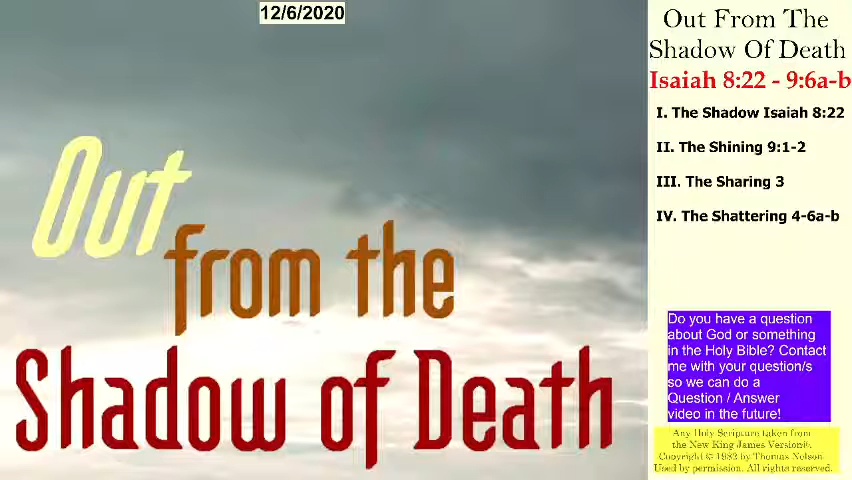 12/6/2020
Out
from the
Shadow of Death
Out From The
Shadow Of Death
Isaiah 8:22 - 9:6a-b
I. The Shadow Isaiah 8:22
II. The Shining 9:1-2
III. The Sharing 3
IV. The Shattering 4-6a-b
Do you have a question
about God or something
in the Holy Bible? Contact
me with your question/s
so we can do a
Question / Answer
video in the future!
Any Holy Scripture taken from
the New King James Version®.
Copyright © 1982 by Thomas Nelson.
Used by permission. All rights reserved.